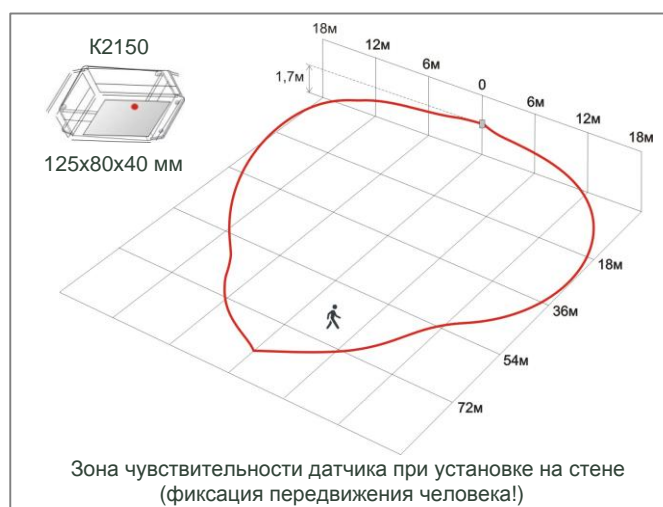 K2150
125x80x40 мм
18м
12м
6м
0
6м
12м
18м
1,7м
18м
36м
54м
72м
Зона чувствительности датчика при установке на стене
(фиксация передвижения человека!)